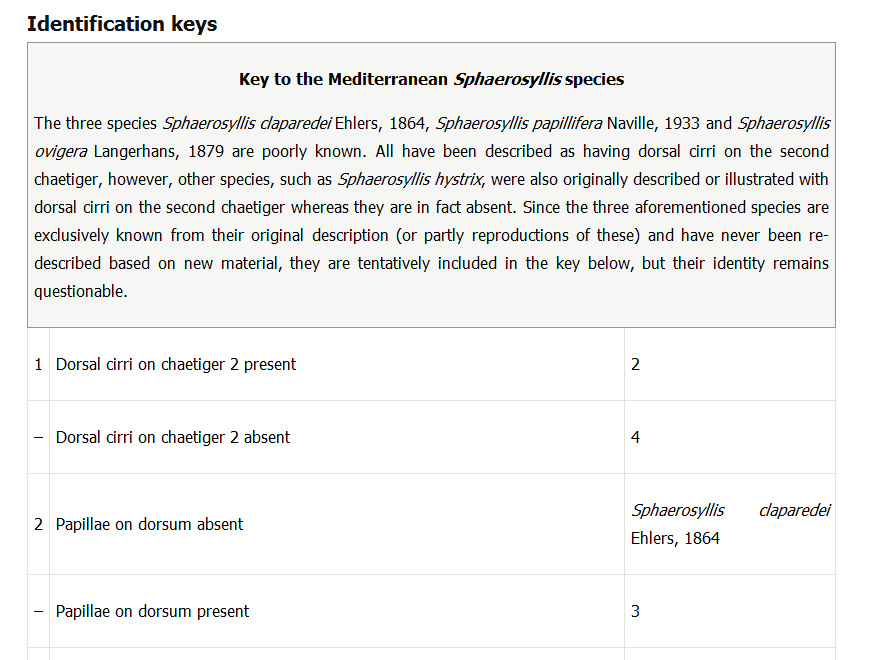 Identification keys
Key to the Mediterranean Sphaerosyllis species
The three species Sphaerosyllis claparedei Ehlers, 1864, Sphaerosyllis papillifera Naville, 1933 and Sphaerosyllis
ovigera Langerhans, 1879 are poorly known. All have been described as having dorsal cirri on the second
chaetiger, however, other species, such as Sphaerosyllis hystrix, were also originally described or illustrated with
dorsal cirri on the second chaetiger whereas they are in fact absent. Since the three aforementioned species are
exclusively known from their original description (or partly reproductions of these) and have never been re-
described based on new material, they are tentatively included in the key below, but their identity remains
questionable.
1 Dorsal cirri on chaetiger 2 present 2
– Dorsal cirri on chaetiger 2 absent 4
2 Papillae on dorsum absent Sphaerosyllis claparedei
Ehlers, 1864
– Papillae on dorsum present 3